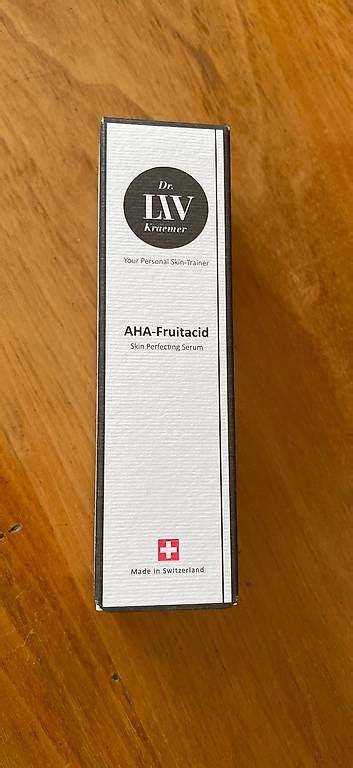 Dr.
LIV
Kraemer
Your Personal Skin-Trainer
AHA-Fruitacid
Skin Perfecting Serum
Made in Switzerland